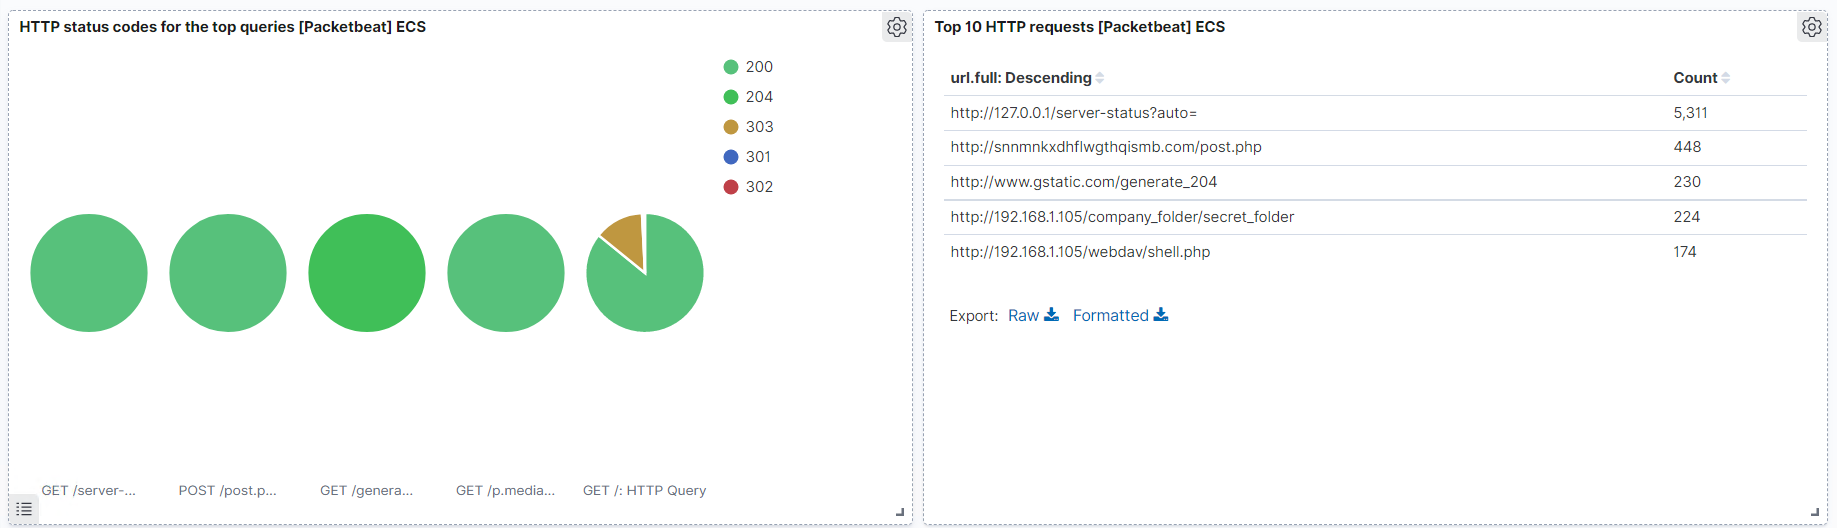 HTTP status codes for the top queries [Packetbeat] ECS
200
204
303
301
302
GET /server-...
POST /post.p...
GET /genera...
GET /p.media...
GET /: HTTP Query
Top 10 HTTP requests [Packetbeat] ECS
url.full: Descending Count
http://127.0.0.1/server-status?auto= 5,311
http://snnmnkxdhflwgthqismb.com/post.php 448
http://www.gstatic.com/generate_204 230
http://192.168.1.105/company_folder/secret_folder 224
http://192.168.1.105/webdav/shell.php 174
Export: Raw Formatted